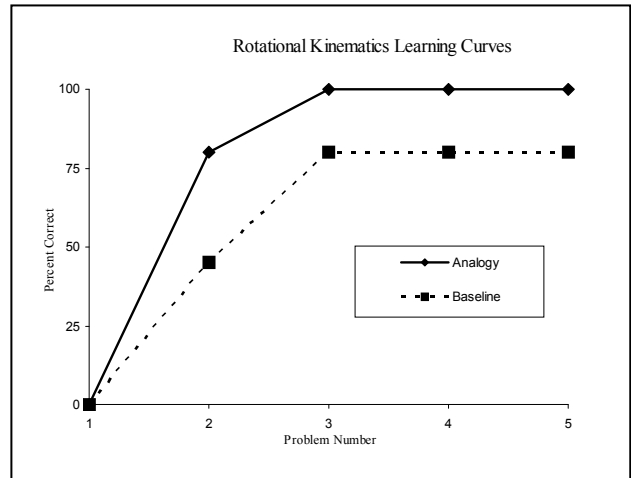 Rotational Kinematics Learning Curves
100
75
50
25
0
Percent Correct
Analogy
Baseline
1 2 3 4 5
Problem Number